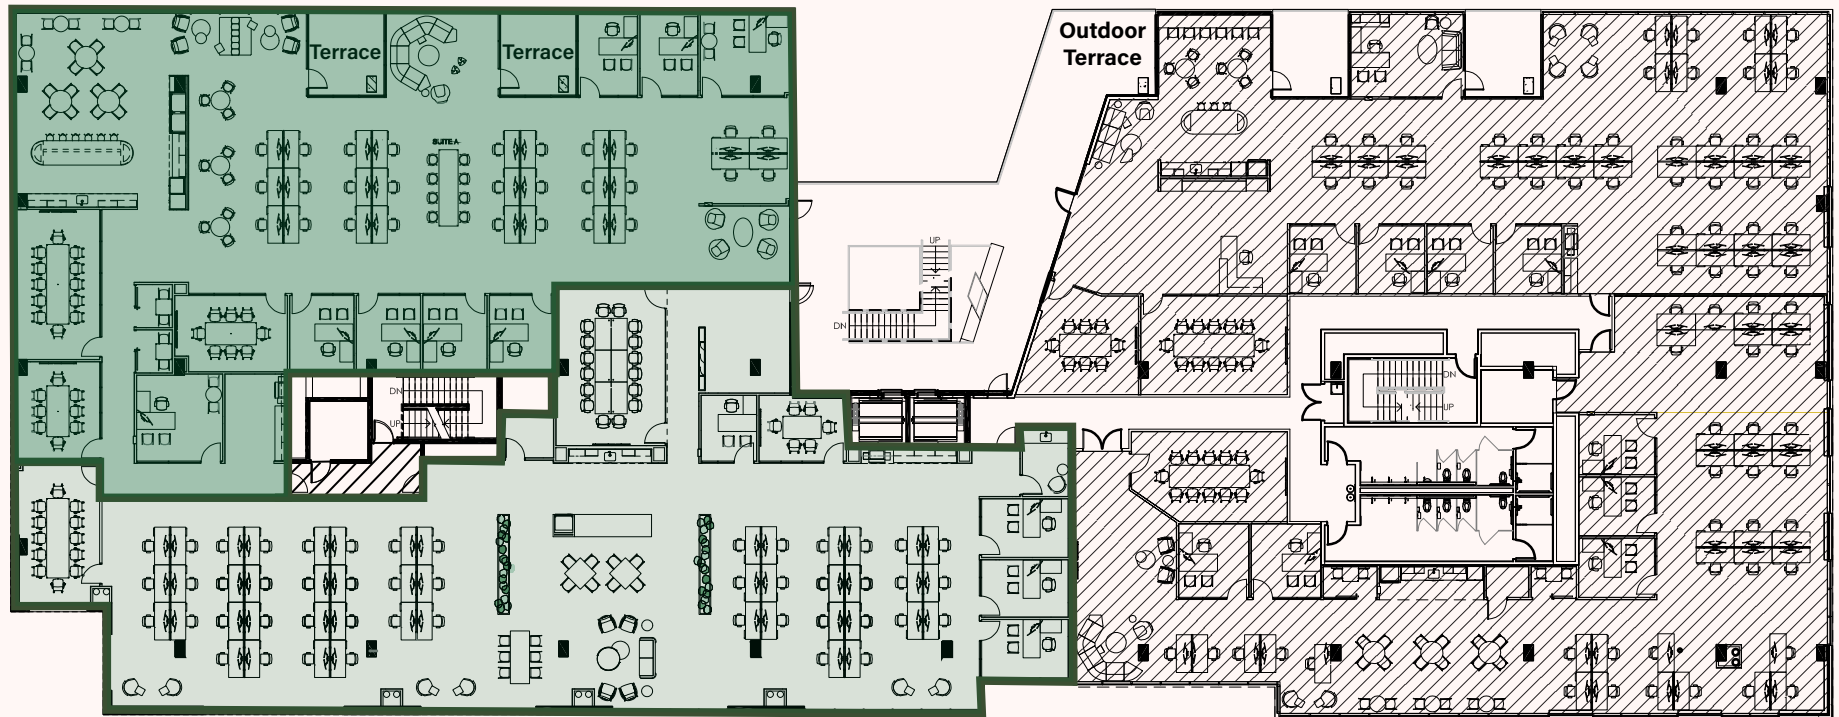 Outdoor
Terrace
Terrace
Terrace
SUITE A
UP
DN
DN
UP
DN
UP